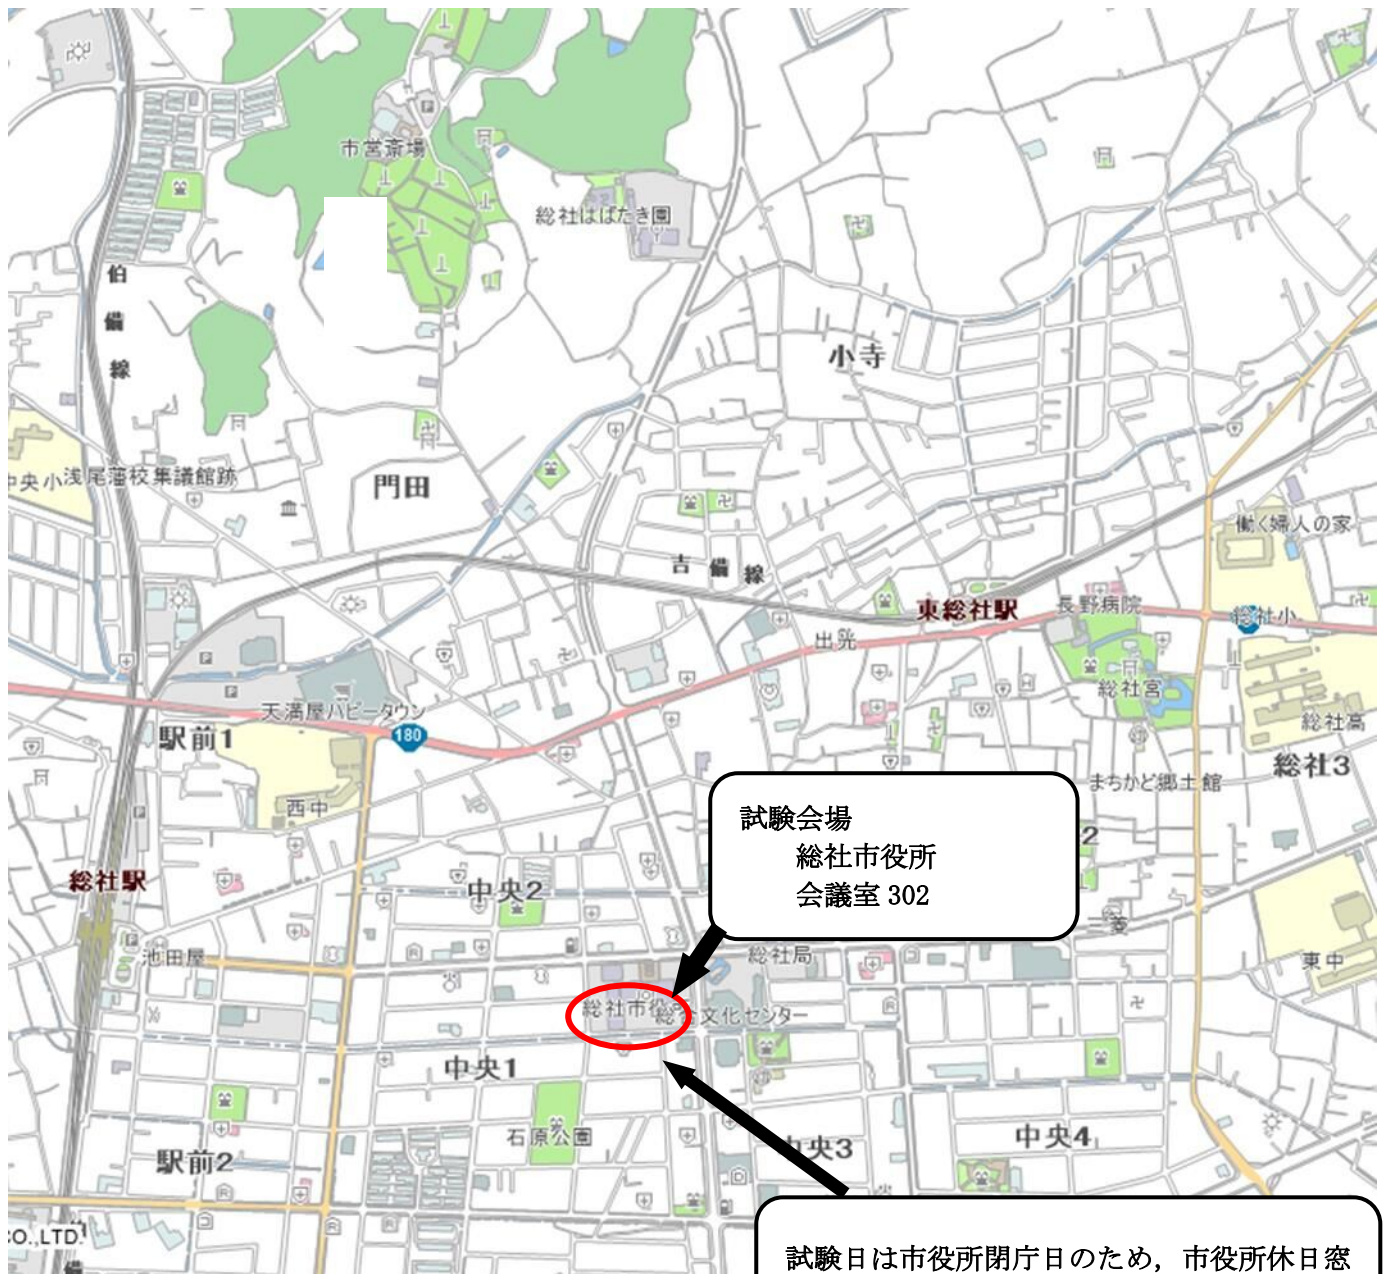 市営斎場
総社はばたき園
伯備線
小寺
中央小
浅尾藩校集議館跡
門田
働く婦人の家
吉備線
東総社駅
長野病院
総社小
出光
総社宮
天満屋ハピータウン
180
駅前1
総社高
総社3
西中
まちかど郷土館
試験会場
総社市役所
会議室 302
2
総社駅
中央2
三菱
池田屋
総社局
東中
総社市役
文化センター
中央1
石原公園
中央3
中央4
駅前2
CO.,LTD.
備
試験日は市役所閉庁日のため，市役所休日窓